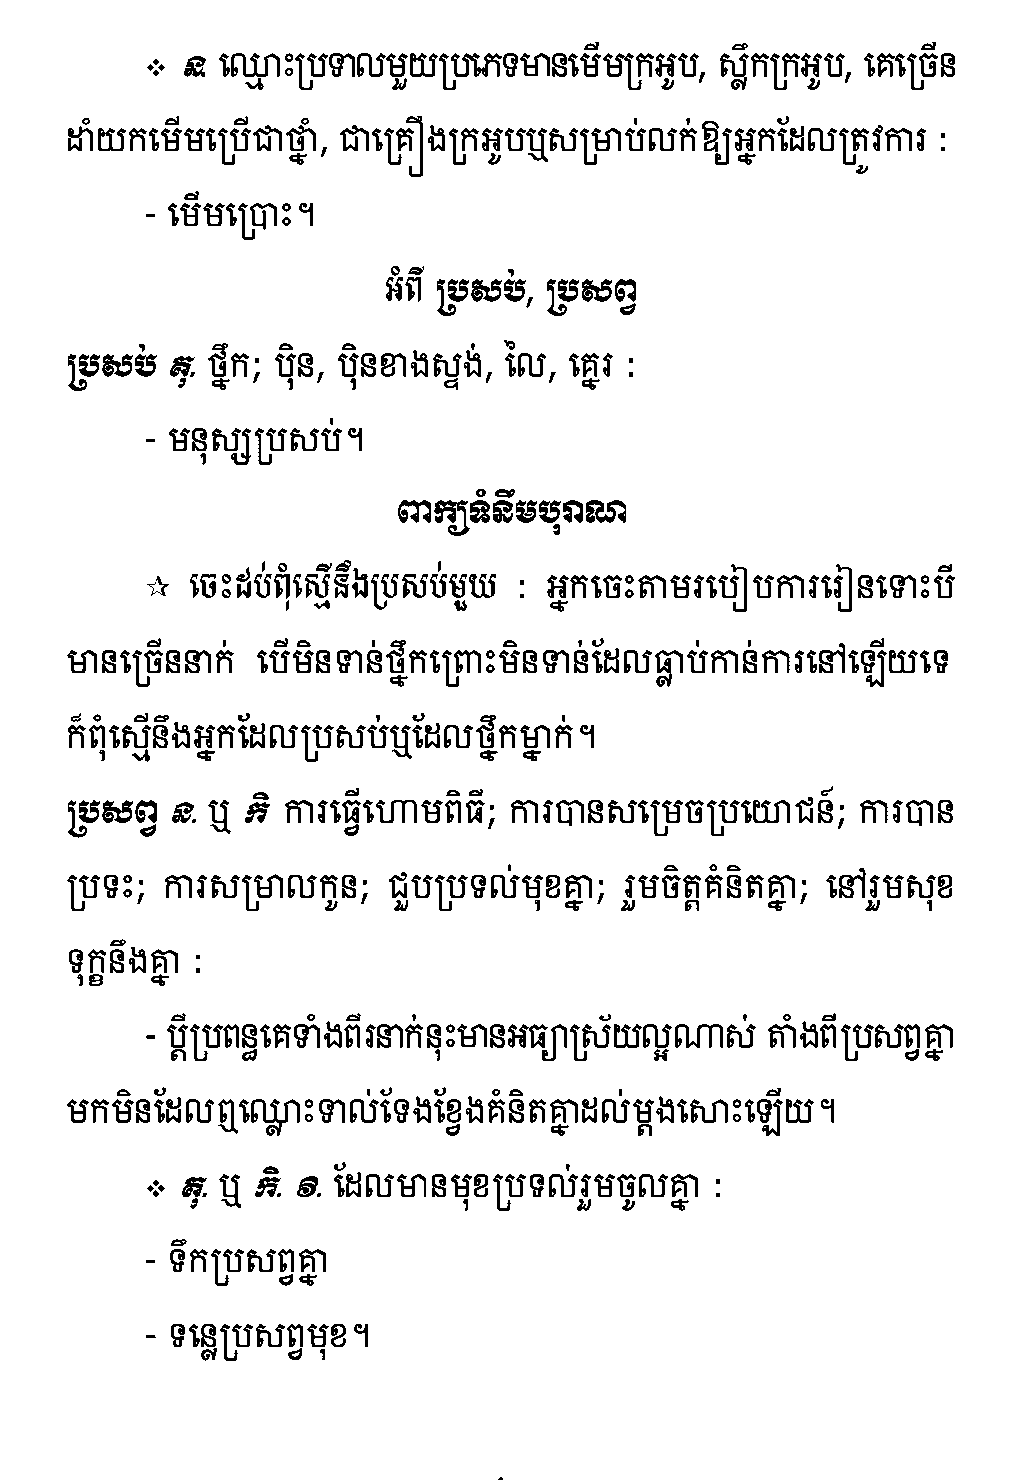 ❖ ន. ឈ្មោះប្រទាលមួយប្រភេទមានមើមក្រអូប, ស្លឹកក្រអូប, គេច្រើន
ដាំយកមើមប្រើជាថ្នាំ, ជាគ្រឿងក្រអូបឬសម្រាប់លក់ឱ្យអ្នកដែលត្រូវការ :
- មើមប្រោះ។
អំពី ប្រសប់, ប្រសព្វ
ប្រសប់ គុ. ថ្នឹក; ប៉ិន, ប៉ិនខាងស្ទង់, លៃ, គ្នេរ :
- មនុស្សប្រសប់។
ពាក្យទំនឹមបុរាណ
☆ ចេះដប់ពុំស្មើនឹងប្រសប់មួយ : អ្នកចេះតាមរបៀបការរៀនទោះបី
មានច្រើននាក់ បើមិនទាន់ថ្នឹកព្រោះមិនទាន់ដែលធ្លាប់កាន់ការនៅឡើយទេ
ក៏ពុំស្មើនឹងអ្នកដែលប្រសប់ឬដែលថ្នឹកម្នាក់។
ប្រសព្វ ន. ឬ កិ ការធ្វើហោមពិធី; ការបានសម្រេចប្រយោជន៍; ការបាន
ប្រទះ; ការសម្រាលកូន; ជួបប្រទល់មុខគ្នា; រួមចិត្តគំនិតគ្នា; នៅរួមសុខ
ទុក្ខនឹងគ្នា :
- ប្ដីប្រពន្ធគេទាំងពីរនាក់នុះមានអធ្យាស្រ័យល្អណាស់ តាំងពីប្រសព្វគ្នា
មកមិនដែលឮឈ្លោះទាល់ទែងខ្វែងគំនិតគ្នាដល់ម្ដងសោះឡើយ។
❖ គុ. ឬ កិ. វិ. ដែលមានមុខប្រទល់រួមចូលគ្នា :
- ទឹកប្រសព្វគ្នា
- ទន្លេប្រសព្វមុខ។